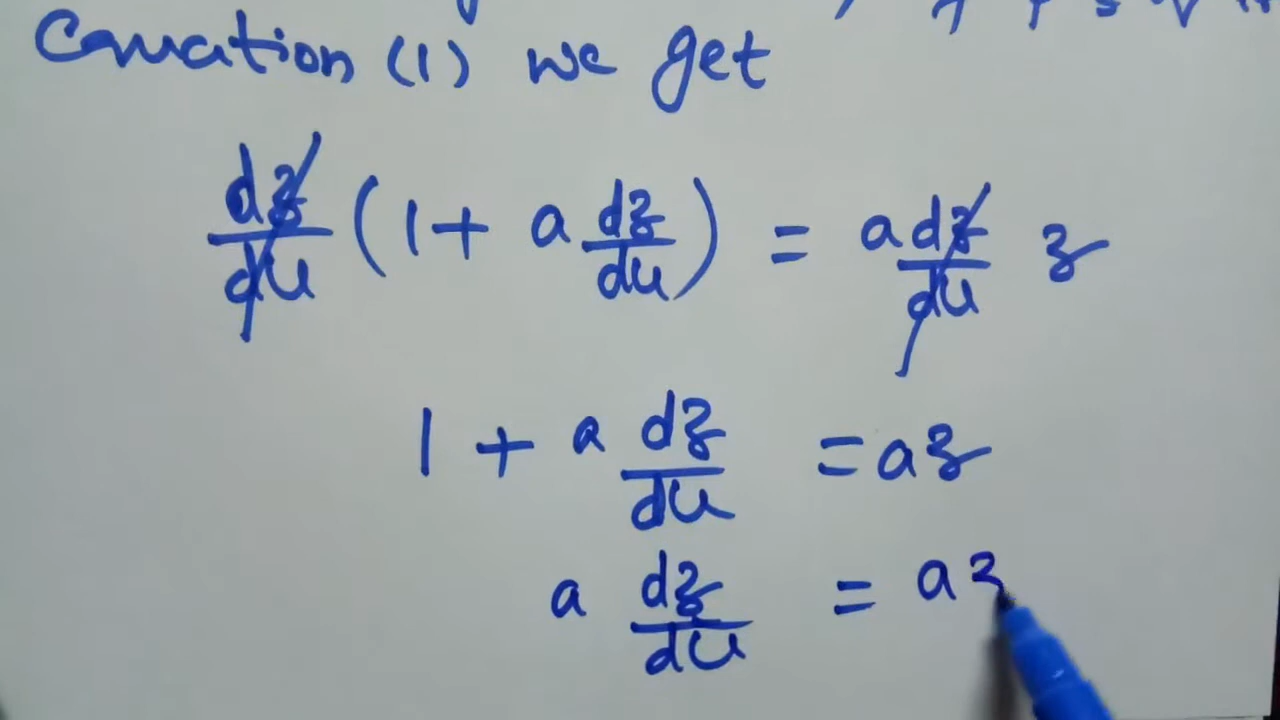 Equation (1) we get
dz/du (1 + a dz/du) = a dz/du z
1 + a dz/du = az
a dz/du = az